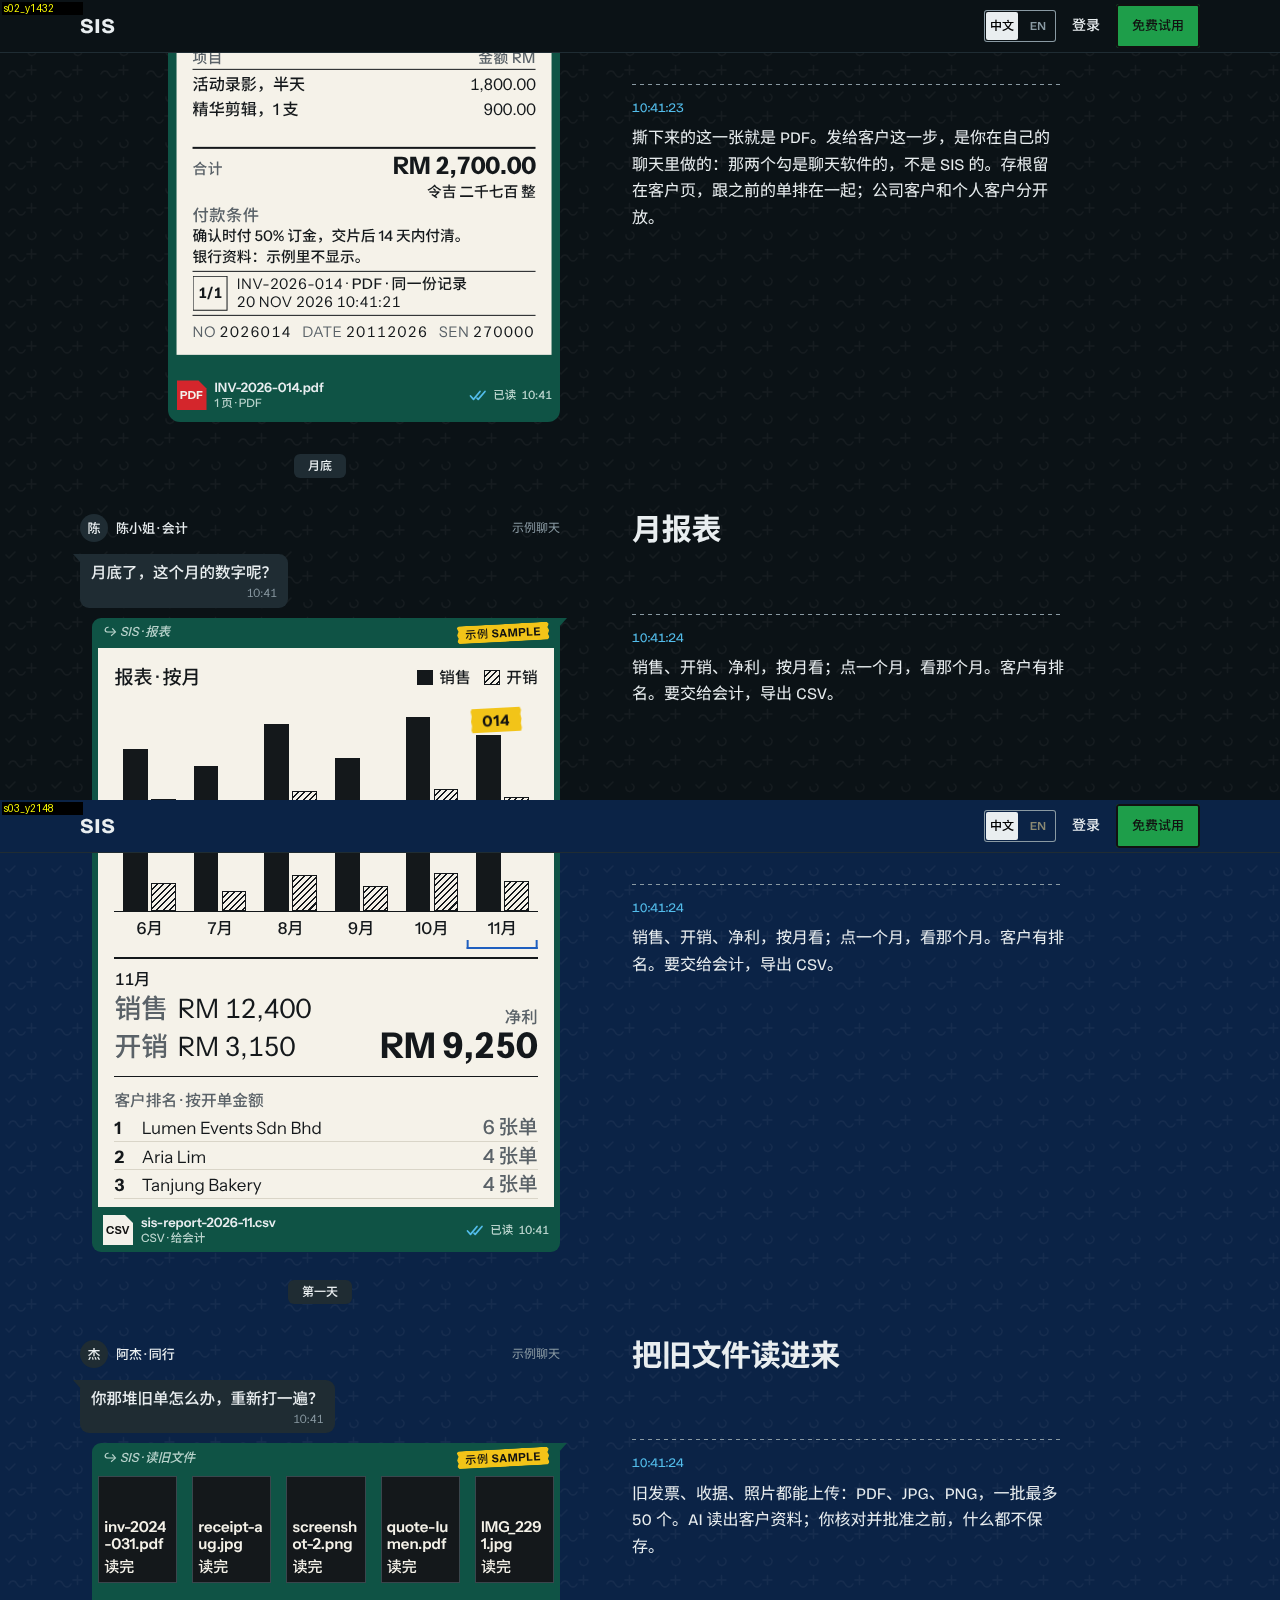 s02_y1432
SIS
中文 EN 登录 免费试用
项目 金额 RM
活动录影，半天 1,800.00
精华剪辑，1 支 900.00
合计 RM 2,700.00
令吉 二千七百 整
付款条件
确认时付 50% 订金，交片后 14 天内付清。
银行资料：示例里不显示。
1/1 INV-2026-014 · PDF · 同一份记录
20 NOV 2026 10:41:21
NO 2026014 DATE 20112026 SEN 270000
PDF INV-2026-014.pdf
1 页 · PDF
已读 10:41
10:41:23
撕下来的这一张就是 PDF。发给客户这一步，是你在自己的
聊天里做的：那两个勾是聊天软件的，不是 SIS 的。存根留
在客户页，跟之前的单排在一起；公司客户和个人客户分开
放。
月底
陈 陈小姐 · 会计 示例聊天
月底了，这个月的数字呢？
10:41
SIS · 报表 示例 SAMPLE
报表 · 按月 销售 开销
014
月报表
10:41:24
销售、开销、净利，按月看；点一个月，看那个月。客户有排
名。要交给会计，导出 CSV。
s03_y2148
SIS
中文 EN 登录 免费试用
6月 7月 8月 9月 10月 11月
11月
销售 RM 12,400
开销 RM 3,150
净利
RM 9,250
客户排名 · 按开单金额
1 Lumen Events Sdn Bhd 6 张单
2 Aria Lim 4 张单
3 Tanjung Bakery 4 张单
CSV sis-report-2026-11.csv
CSV · 给会计
已读 10:41
10:41:24
销售、开销、净利，按月看；点一个月，看那个月。客户有排
名。要交给会计，导出 CSV。
第一天
杰 阿杰 · 同行 示例聊天
你那堆旧单怎么办，重新打一遍？
10:41
SIS · 读旧文件 示例 SAMPLE
inv-2024
-031.pdf
读完
receipt-a
ug.jpg
读完
screensh
ot-2.png
读完
quote-lu
men.pdf
读完
IMG_229
1.jpg
读完
把旧文件读进来
10:41:24
旧发票、收据、照片都能上传：PDF、JPG、PNG，一批最多
50 个。AI 读出客户资料；你核对并批准之前，什么都不保
存。